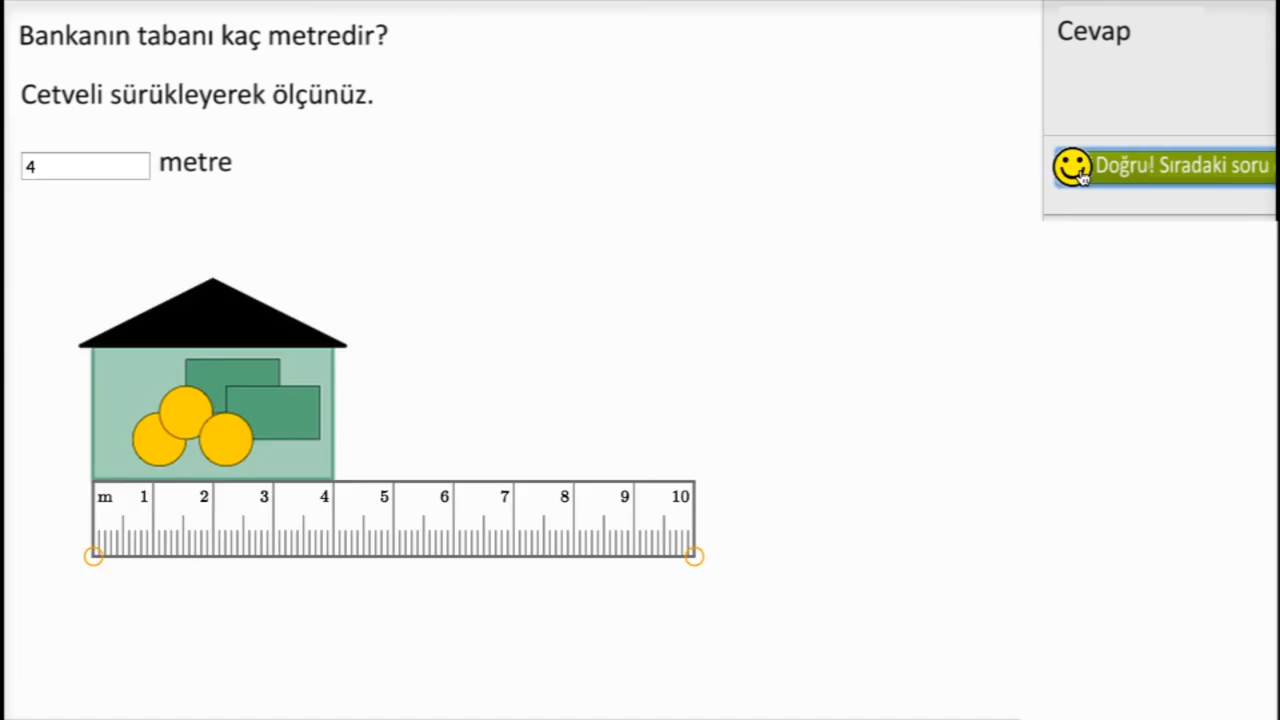 Bankanın tabanı kaç metredir?
Cetveli sürükleyerek ölçünüz.
4 metre
Cevap
Doğru! Sıradaki soru
m 1 2 3 4 5 6 7 8 9 10